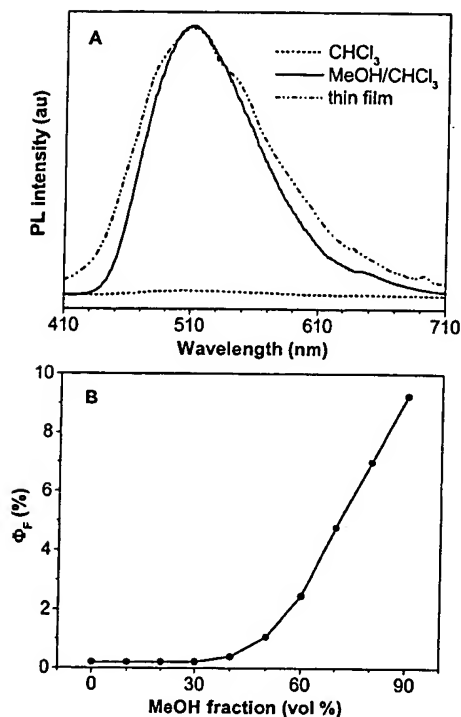 A
CHCl₃
MeOH/CHCl₃
thin film
PL intensity (au)
410 510 610 710
Wavelength (nm)
B
10
8
6
4
2
0
Φ_F (%)
0 30 60 90
MeOH fraction (vol %)